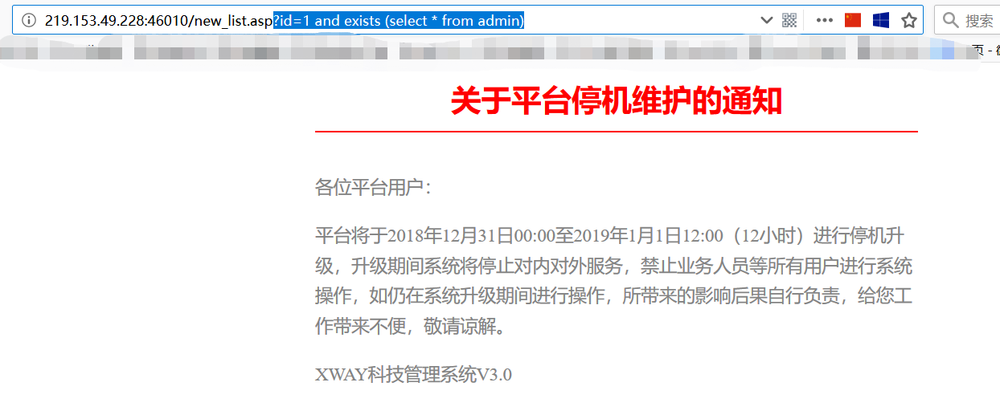 219.153.49.228:46010/new_list.asp?id=1 and exists (select * from admin)
搜索
页 -
关于平台停机维护的通知
各位平台用户：
平台将于2018年12月31日00:00至2019年1月1日12:00（12小时）进行停机升
级，升级期间系统将停止对内对外服务，禁止业务人员等所有用户进行系统
操作，如仍在系统升级期间进行操作，所带来的影响后果自行负责，给您工
作带来不便，敬请谅解。
XWAY科技管理系统V3.0